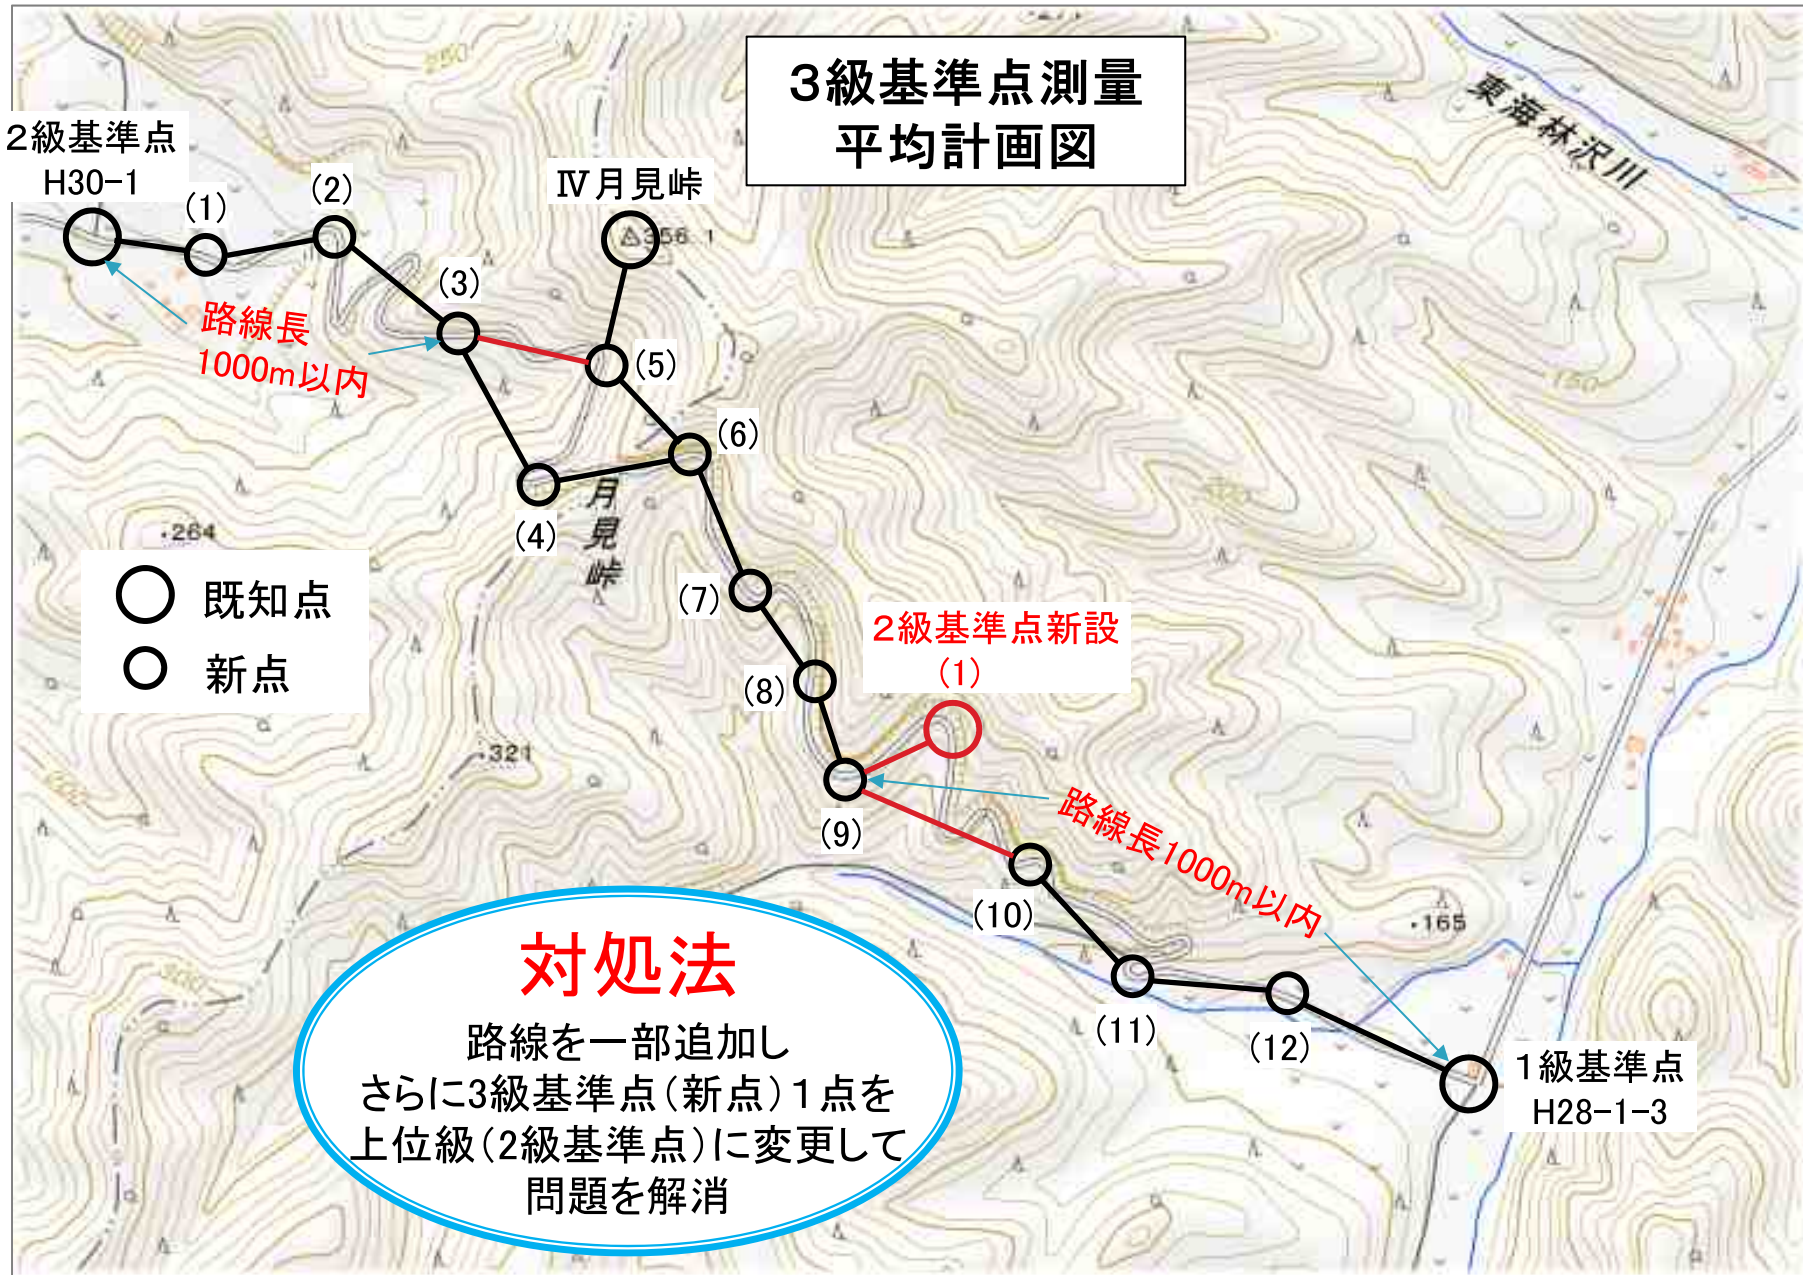 ３級基準点測量
平均計画図
東海林沢川
２級基準点
H30-1
(1)
(2)
Ⅳ月見峠
356.1
250
(3)
路線長
1000m以内
(5)
(6)
(4)
月見峠
264
既知点
新点
(7)
２級基準点新設
(1)
(8)
321
150
(9)
路線長1000m以内
(10)
165
(11)
(12)
１級基準点
H28-1-3
対処法
路線を一部追加し
さらに3級基準点（新点）１点を
上位級（2級基準点）に変更して
問題を解消